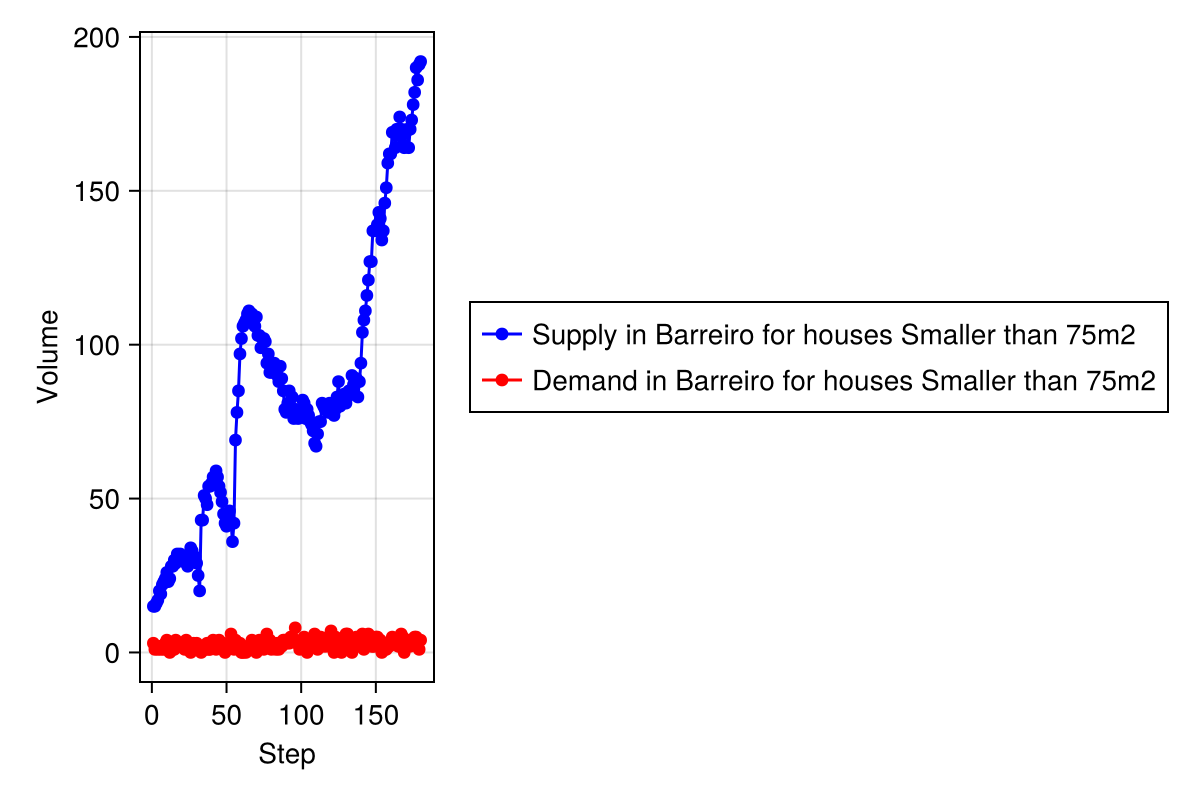 200
150
100
50
0
Volume
0 50 100 150
Step
Supply in Barreiro for houses Smaller than 75m2
Demand in Barreiro for houses Smaller than 75m2